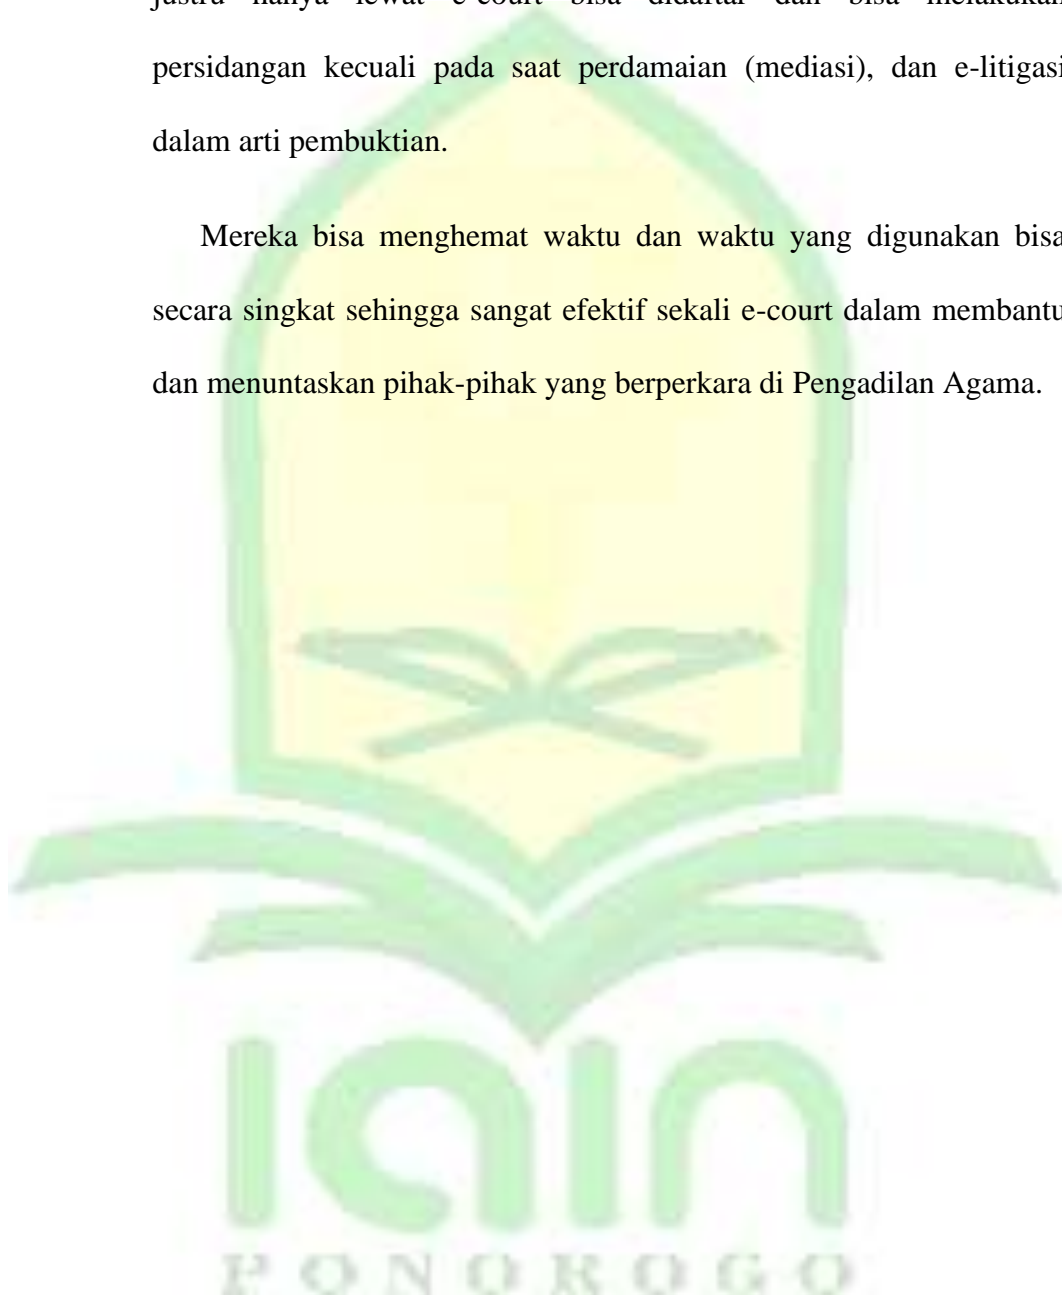 justru hanya lewat e-court bisa didaftar dan bisa melakukan
persidangan kecuali pada saat perdamaian (mediasi), dan e-litigasi
dalam arti pembuktian.
Mereka bisa menghemat waktu dan waktu yang digunakan bisa
secara singkat sehingga sangat efektif sekali e-court dalam membantu
dan menuntaskan pihak-pihak yang berperkara di Pengadilan Agama.
iain
PONOROGO